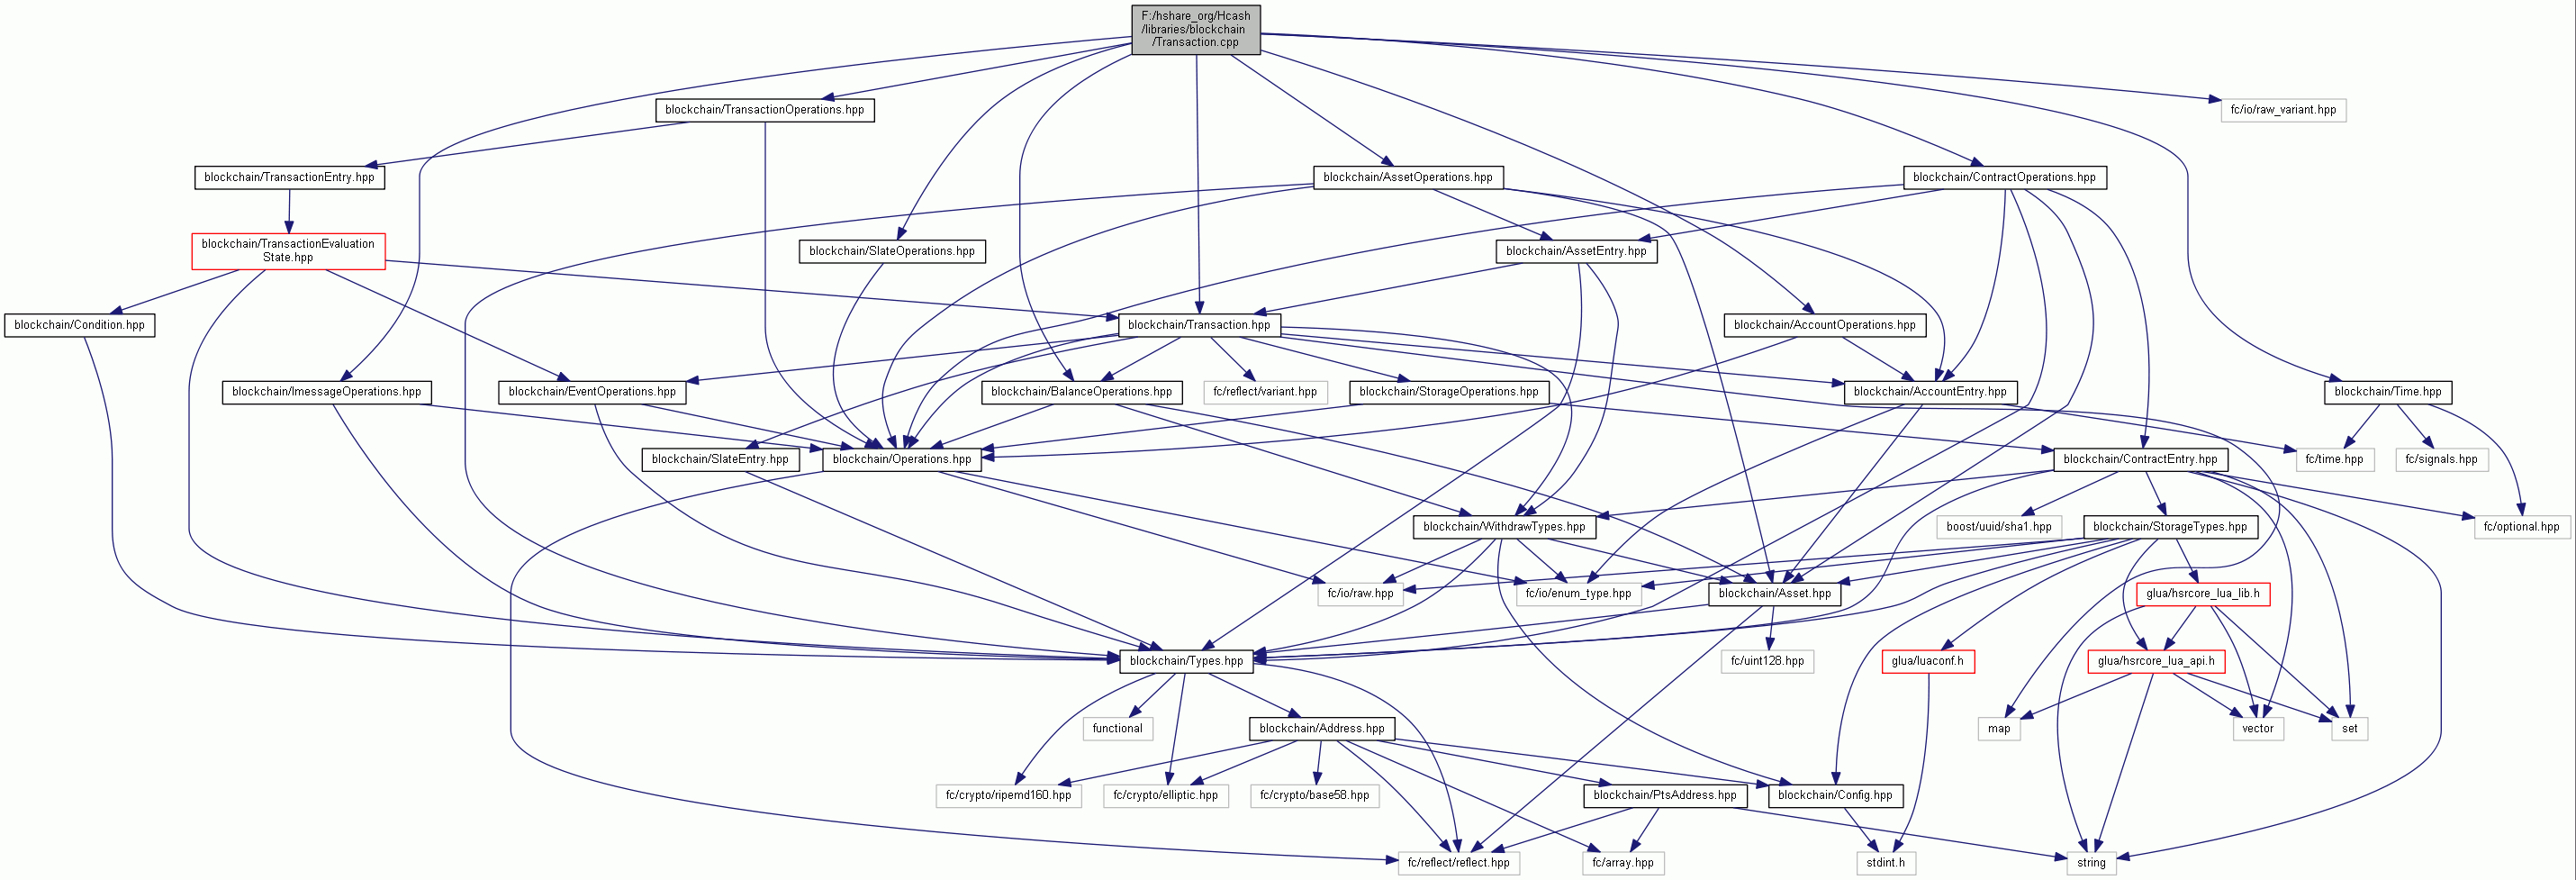 F:/hshare_org/Hcash
/libraries/blockchain
/Transaction.cpp
blockchain/TransactionOperations.hpp
fc/io/raw_variant.hpp
blockchain/TransactionEntry.hpp
blockchain/AssetOperations.hpp
blockchain/ContractOperations.hpp
blockchain/TransactionEvaluation
State.hpp
blockchain/SlateOperations.hpp
blockchain/AssetEntry.hpp
blockchain/Condition.hpp
blockchain/Transaction.hpp
blockchain/AccountOperations.hpp
blockchain/ImessageOperations.hpp
blockchain/EventOperations.hpp
blockchain/BalanceOperations.hpp
fc/reflect/variant.hpp
blockchain/StorageOperations.hpp
blockchain/AccountEntry.hpp
blockchain/Time.hpp
blockchain/SlateEntry.hpp
blockchain/Operations.hpp
blockchain/ContractEntry.hpp
fc/time.hpp
fc/signals.hpp
blockchain/WithdrawTypes.hpp
boost/uuid/sha1.hpp
blockchain/StorageTypes.hpp
fc/optional.hpp
fc/io/raw.hpp
fc/io/enum_type.hpp
blockchain/Asset.hpp
glua/hsrcore_lua_lib.h
blockchain/Types.hpp
fc/uint128.hpp
glua/luaconf.h
glua/hsrcore_lua_api.h
functional
blockchain/Address.hpp
map
vector
set
fc/crypto/ripemd160.hpp
fc/crypto/elliptic.hpp
fc/crypto/base58.hpp
blockchain/PtsAddress.hpp
blockchain/Config.hpp
fc/reflect/reflect.hpp
fc/array.hpp
stdint.h
string